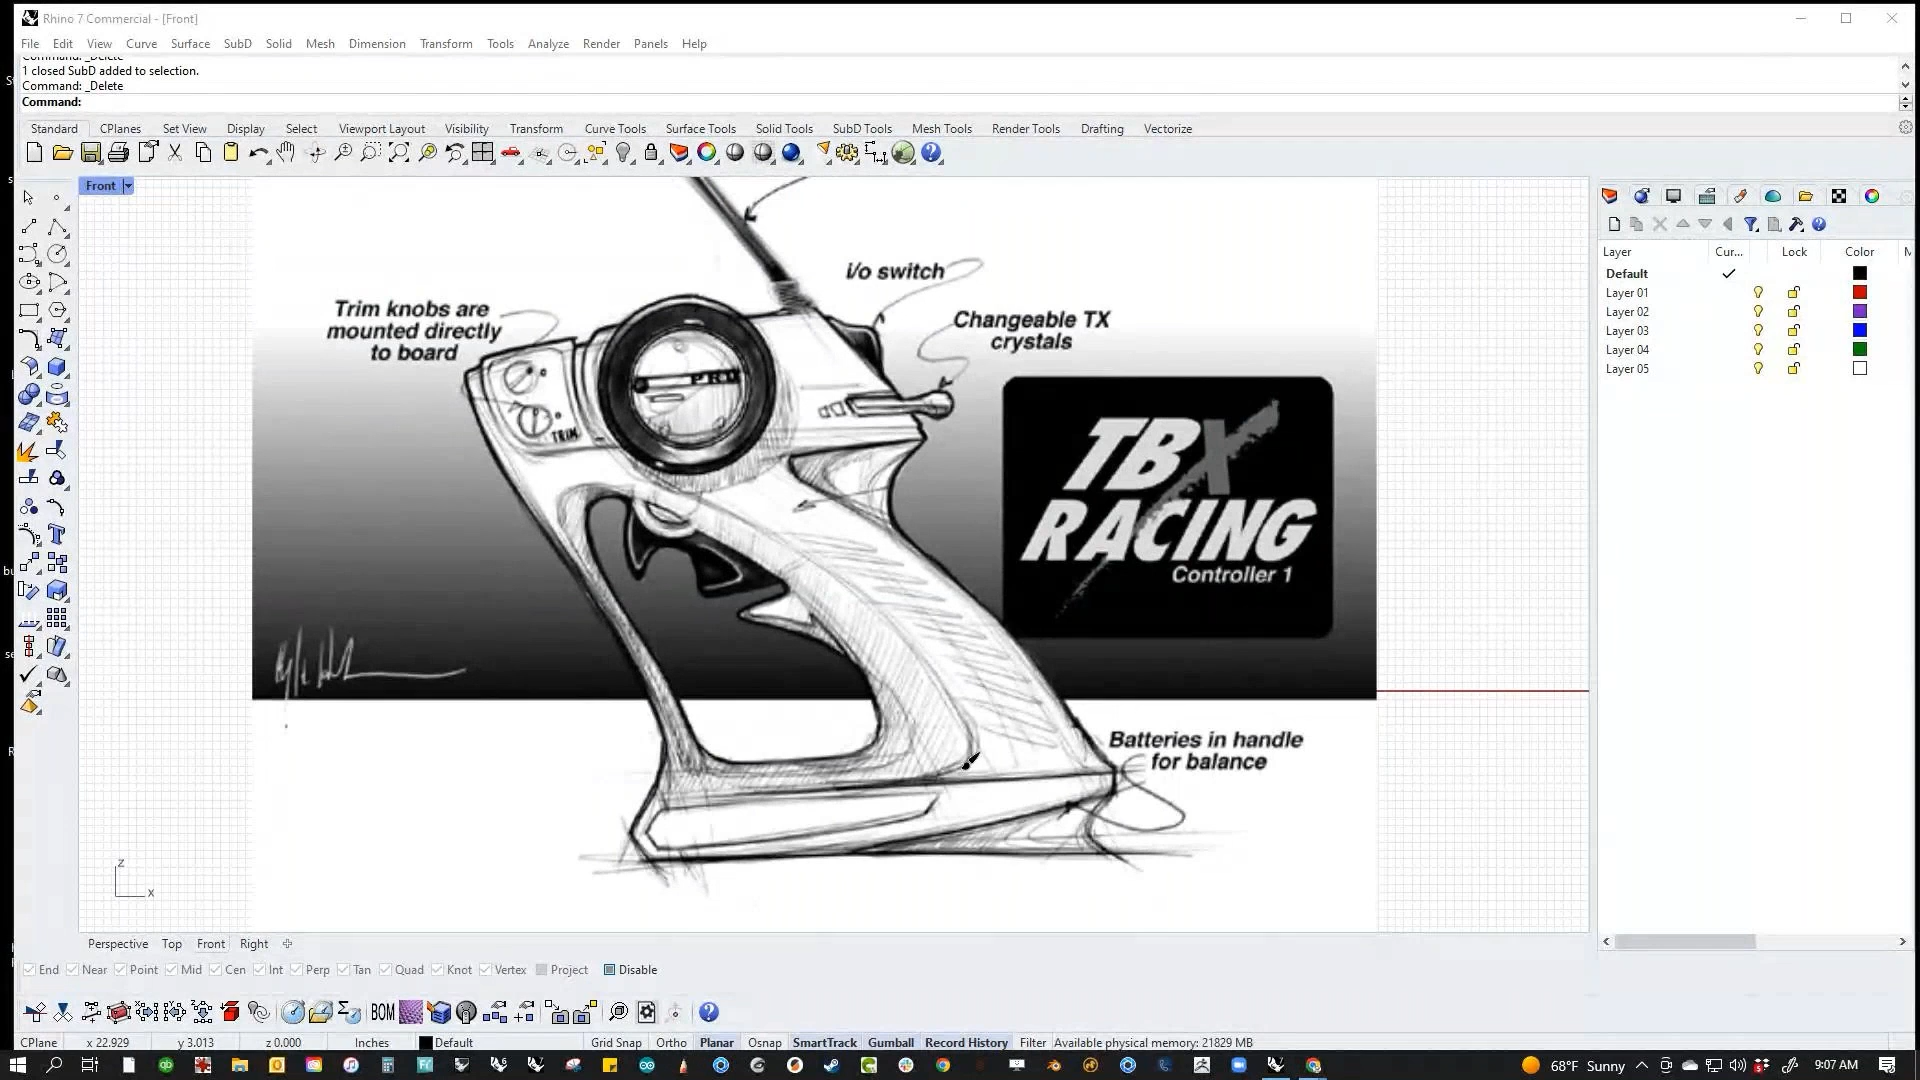 Rhino 7 Commercial - [Front]
File Edit View Curve Surface SubD Solid Mesh Dimension Transform Tools Analyze Render Panels Help
Command: _Delete
1 closed SubD added to selection.
Command: _Delete
Command:
Standard CPlanes Set View Display Select Viewport Layout Visibility Transform Curve Tools Surface Tools Solid Tools SubD Tools Mesh Tools Render Tools Drafting Vectorize
Front
i/o switch
Trim knobs are
mounted directly
to board
Changeable TX
crystals
PRO
TRIM
TBX
RACING
Controller 1
Batteries in handle
for balance
z
x
Layer Cur... Lock Color
Default
Layer 01
Layer 02
Layer 03
Layer 04
Layer 05
Perspective Top Front Right
End Near Point Mid Cen Int Perp Tan Quad Knot Vertex Project Disable
BOM
CPlane x 22.929 y 3.013 z 0.000 Inches Default Grid Snap Ortho Planar Osnap SmartTrack Gumball Record History Filter Available physical memory: 21829 MB
68°F Sunny 9:07 AM